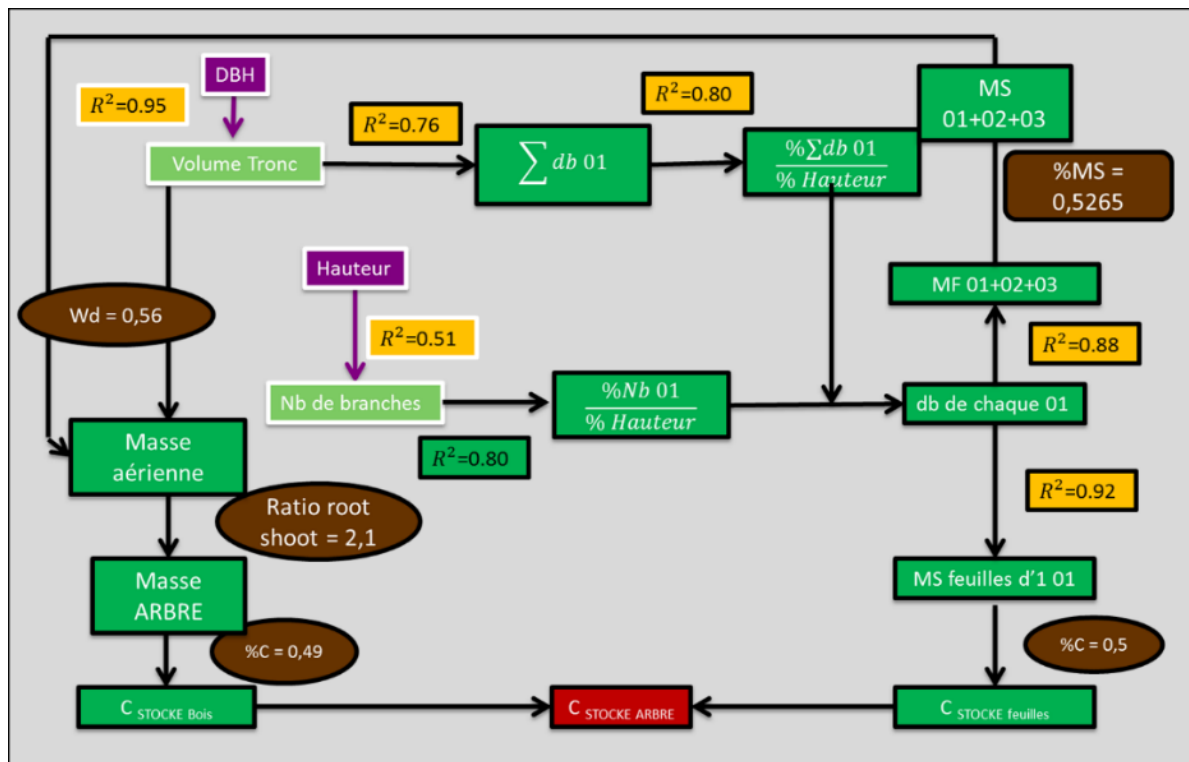 DBH
R²=0.95
R²=0.80
MS
01+02+03
R²=0.76
Volume Tronc
∑ db 01
%∑db 01
% Hauteur
%MS =
0,5265
Hauteur
MF 01+02+03
Wd = 0,56
R²=0.51
R²=0.88
Nb de branches
%Nb 01
% Hauteur
db de chaque 01
Masse
aérienne
R²=0.80
R²=0.92
Ratio root
shoot = 2,1
Masse
ARBRE
MS feuilles d'1 01
%C = 0,49
%C = 0,5
C STOCKE Bois
C STOCKE ARBRE
C STOCKE feuilles